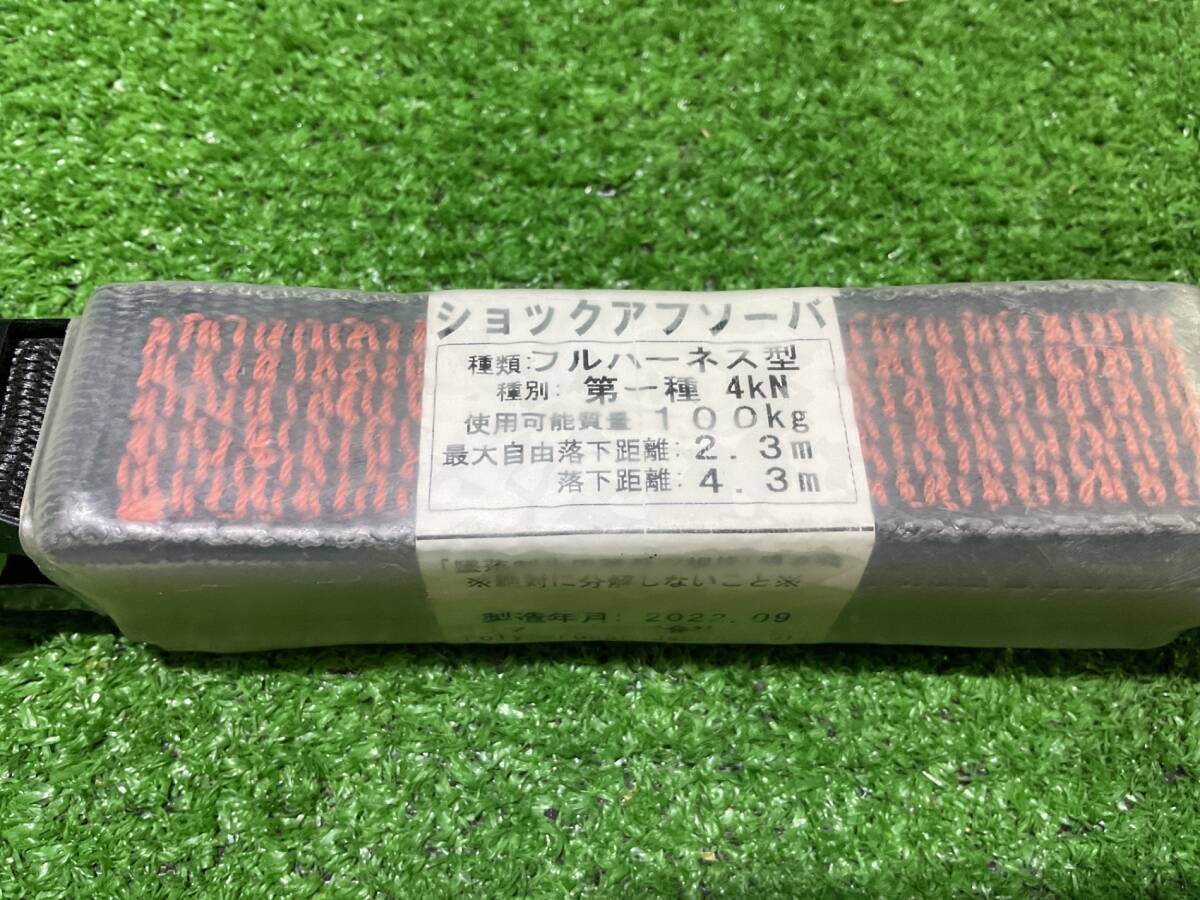 ショックアブソーバ
種類:フルハーネス型
種別: 第一種 4kN
使用可能質量 100kg
最大自由落下距離:2.3m
落下距離:4.3m
※絶対に分解しないこと※
製造年月: 2022.09